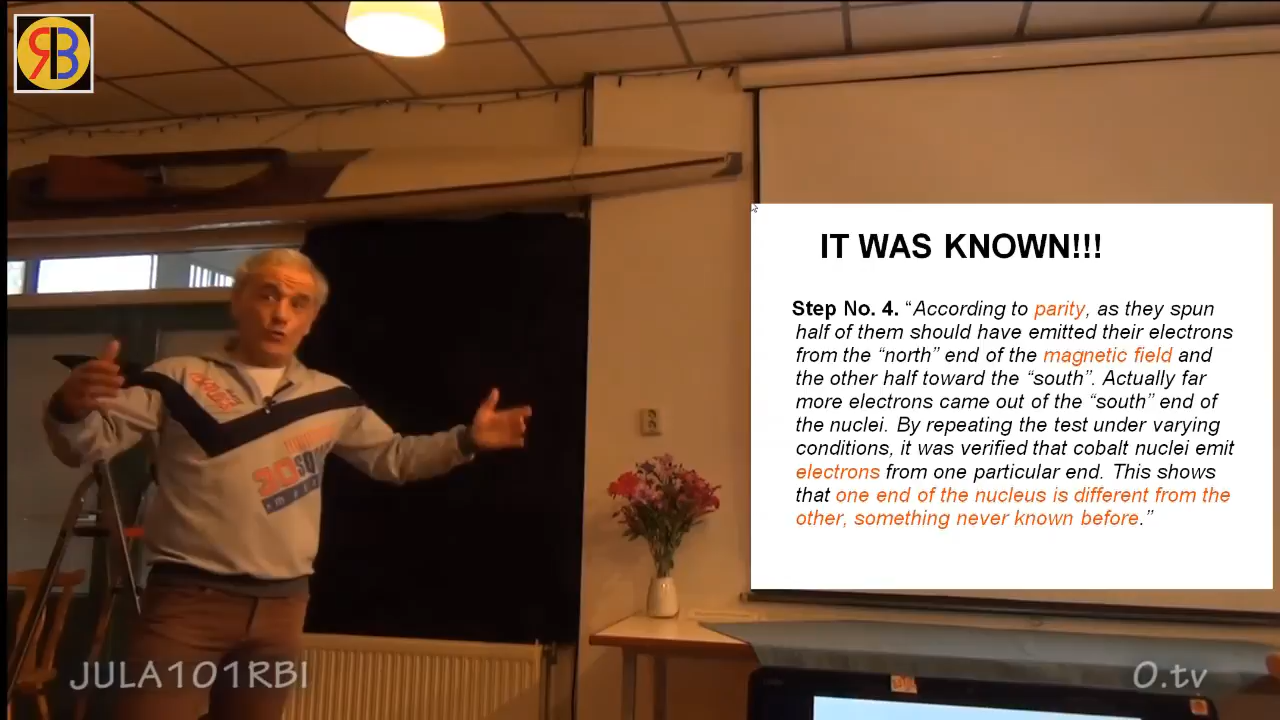 RB
IT WAS KNOWN!!!
Step No. 4. “According to parity, as they spun
half of them should have emitted their electrons
from the “north” end of the magnetic field and
the other half toward the “south”. Actually far
more electrons came out of the “south” end of
the nuclei. By repeating the test under varying
conditions, it was verified that cobalt nuclei emit
electrons from one particular end. This shows
that one end of the nucleus is different from the
other, something never known before.”
JULA101RBI
O.tv